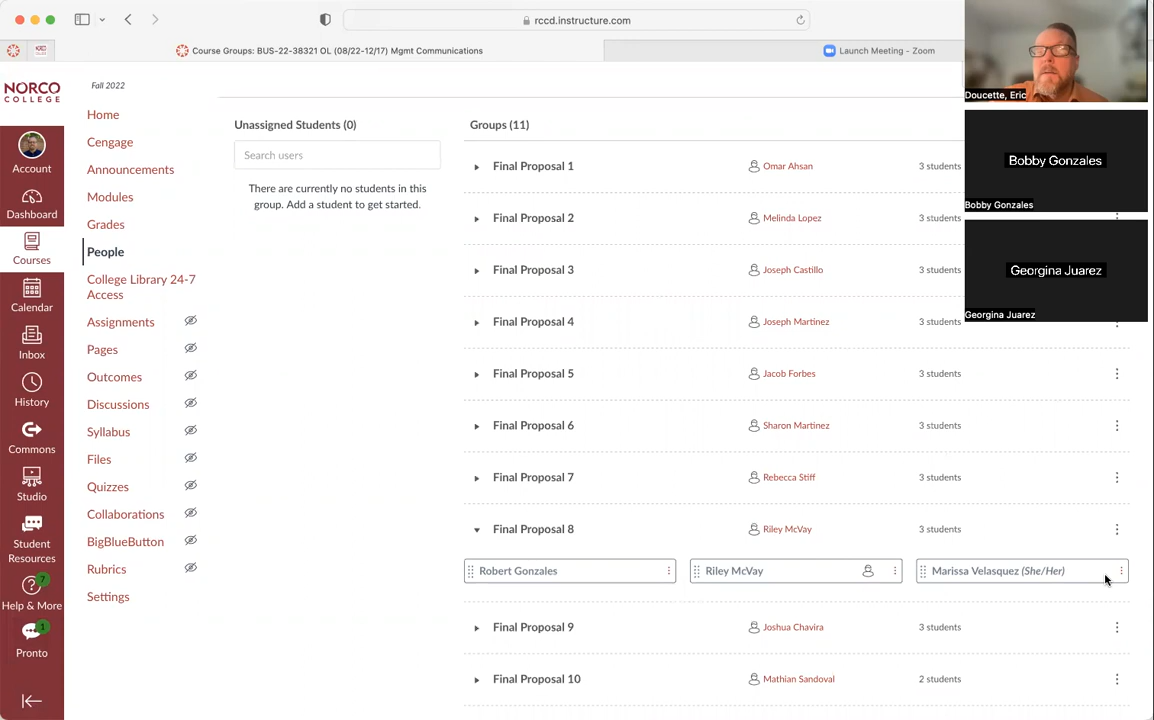 rccd.instructure.com
Course Groups: BUS-22-38321 OL (08/22-12/17) Mgmt Communications
Launch Meeting - Zoom
Doucette, Eric
Bobby Gonzales
Bobby Gonzales
Georgina Juarez
Georgina Juarez
NORCO
COLLEGE
Account
Dashboard
Courses
Calendar
Inbox
History
Commons
Studio
Student
Resources
7
Help & More
1
Pronto
Fall 2022
Home
Cengage
Announcements
Modules
Grades
People
College Library 24-7
Access
Assignments
Pages
Outcomes
Discussions
Syllabus
Files
Quizzes
Collaborations
BigBlueButton
Rubrics
Settings
Unassigned Students (0)
Search users
There are currently no students in this
group. Add a student to get started.
Groups (11)
Final Proposal 1 Omar Ahsan 3 students
Final Proposal 2 Melinda Lopez 3 students
Final Proposal 3 Joseph Castillo 3 students
Final Proposal 4 Joseph Martinez 3 students
Final Proposal 5 Jacob Forbes 3 students
Final Proposal 6 Sharon Martinez 3 students
Final Proposal 7 Rebecca Stiff 3 students
Final Proposal 8 Riley McVay 3 students
Robert Gonzales Riley McVay Marissa Velasquez (She/Her)
Final Proposal 9 Joshua Chavira 3 students
Final Proposal 10 Mathian Sandoval 2 students